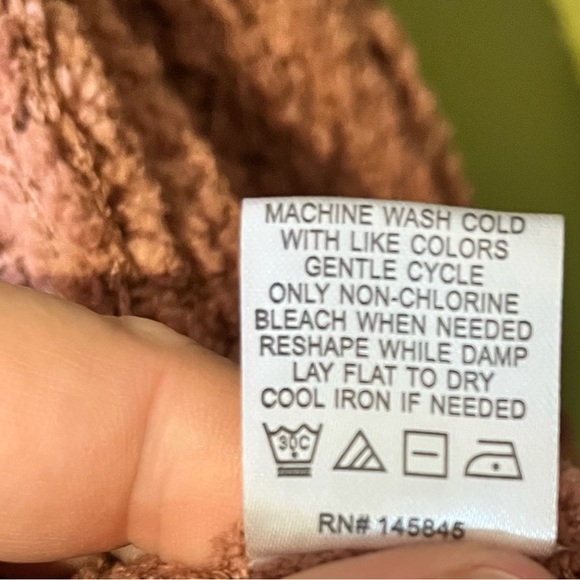 MACHINE WASH COLD
WITH LIKE COLORS
GENTLE CYCLE
ONLY NON-CHLORINE
BLEACH WHEN NEEDED
RESHAPE WHILE DAMP
LAY FLAT TO DRY
COOL IRON IF NEEDED
30C
RN# 145845